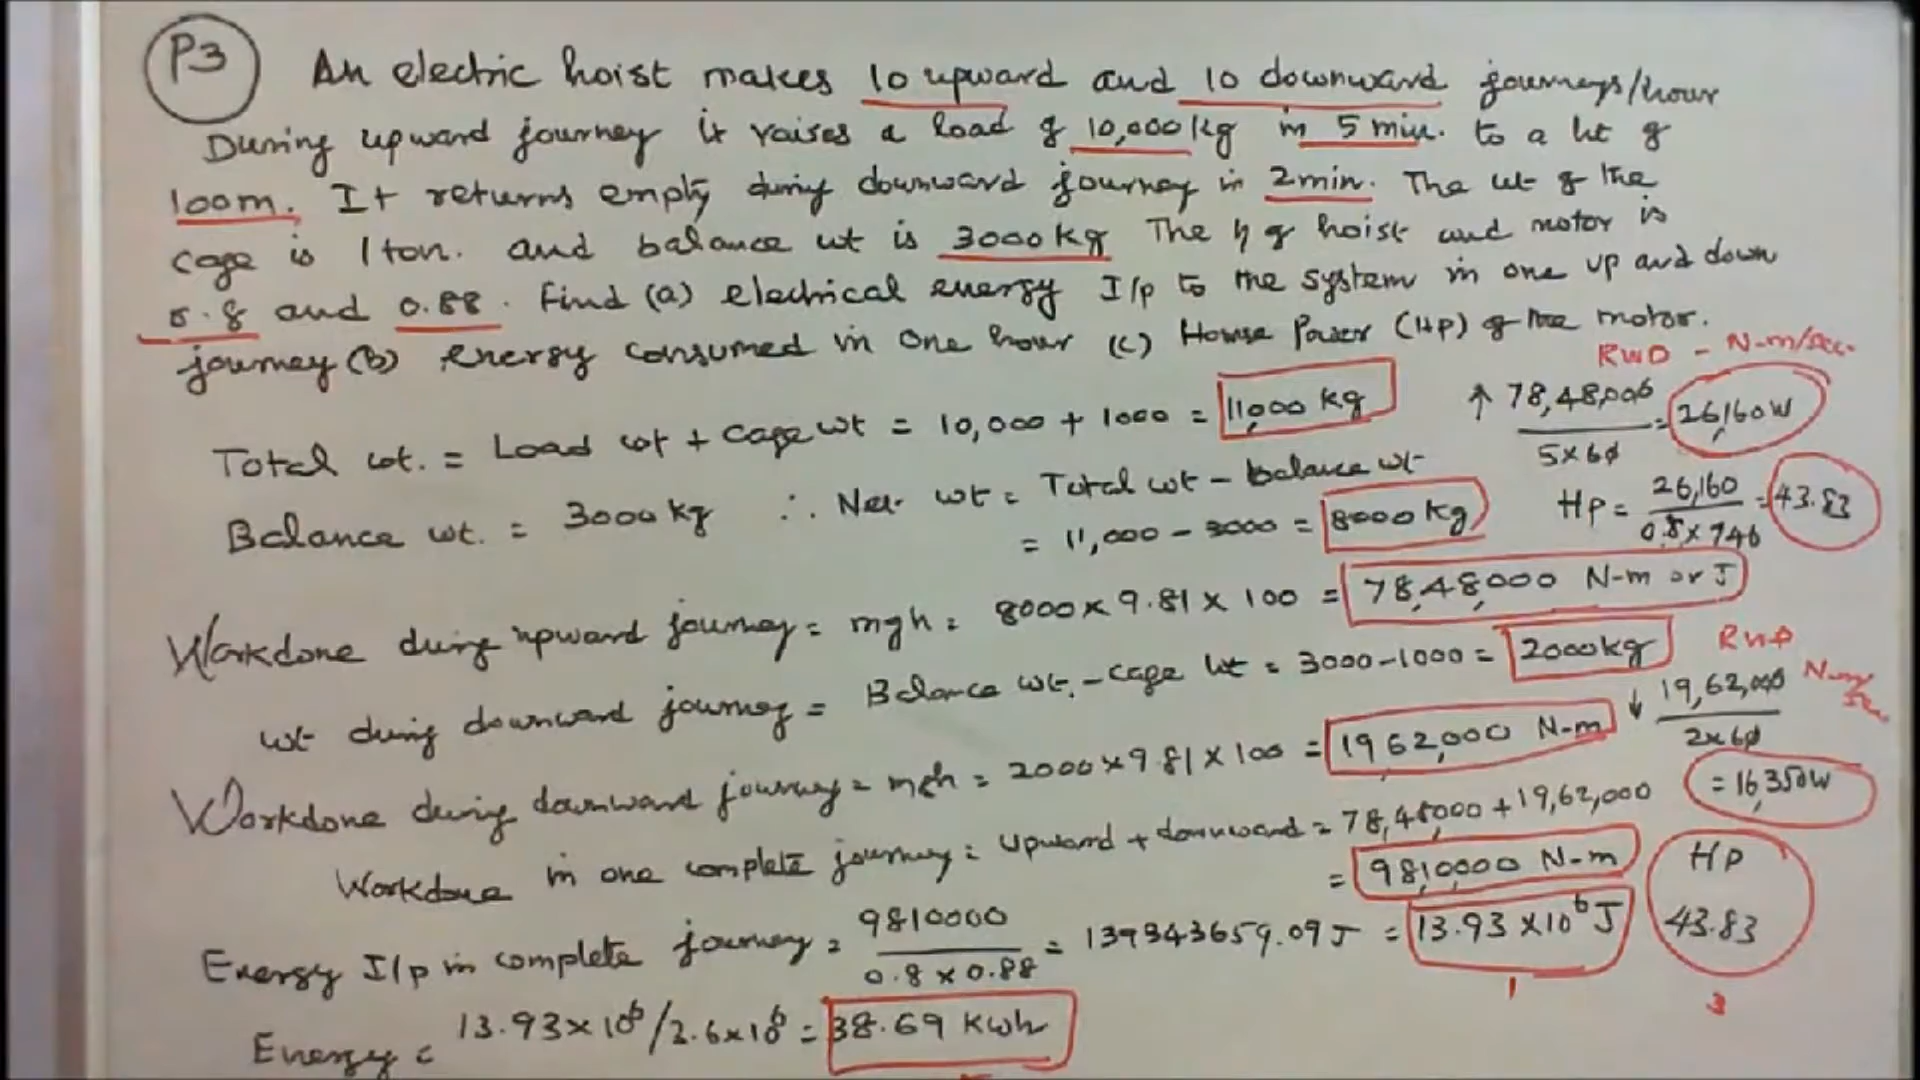 P3
An electric hoist makes 10 upward and 10 downward journeys/hour
During upward journey it raises a load of 10,000 kg in 5 min. to a ht of
100m. It returns empty during downward journey in 2min. The wt of the
cage is 1 ton. and balance wt is 3000kg The η of hoist and motor is
0.8 and 0.88. Find (a) electrical energy I/p to the system in one up and down
journey (b) energy consumed in one hour (c) Horse Power (Hp) of the motor.
RWD - N-m/sec.
Total wt. = Load wt + cage wt = 10,000 + 1000 = 11,000 kg
↑ 78,48,000 / 5×60 = 26,160W
Balance wt. = 3000kg ∴ Net wt = Total wt - balance wt
= 11,000 - 3000 = 8000 kg
Hp = 26,160 / 0.8×746 = 43.83
Workdone during upward journey = mgh = 8000 × 9.81 × 100 = 78,48,000 N-m or J
wt during downward journey = Balance wt. - cage wt = 3000-1000 = 2000kg
RWD N-m
↓ 19,62,000 / 2×60
= 16,350W
Workdone during downward journey = mgh = 2000×9.81×100 = 1962,000 N-m
Workdone in one complete journey = upward + downward = 78,48000 + 19,62,000
= 9810000 N-m
Energy I/p in complete journey = 9810000 / 0.8 × 0.88 = 139343659.09J = 13.93 ×10⁶ J
1
Hp
43.83
3
Energy = 13.93×10⁶/3.6×10⁶ = 38.69 kwh